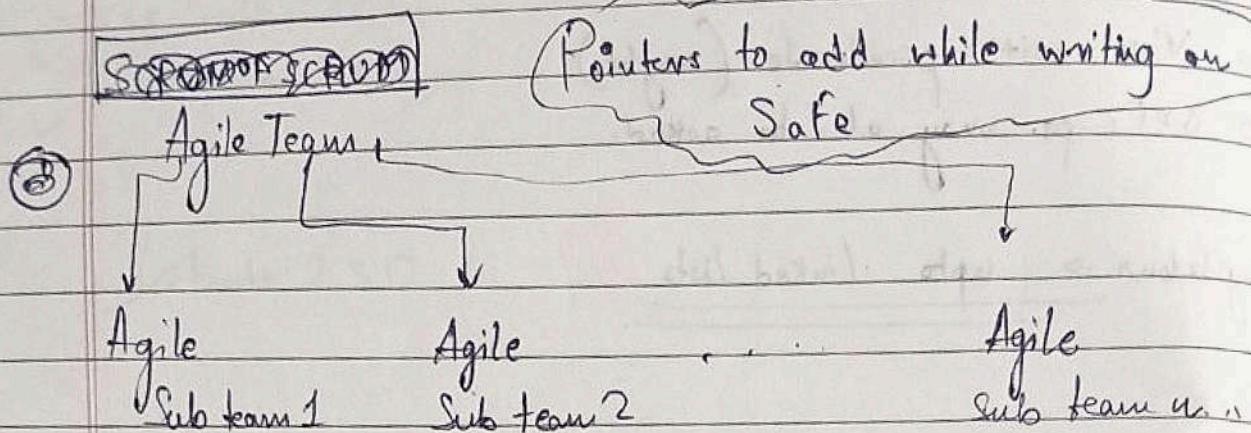 Pointers to add while writing on
Safe
Agile Team
Agile Agile . . . . Agile
Sub team 1 Sub team 2 Sub team n..